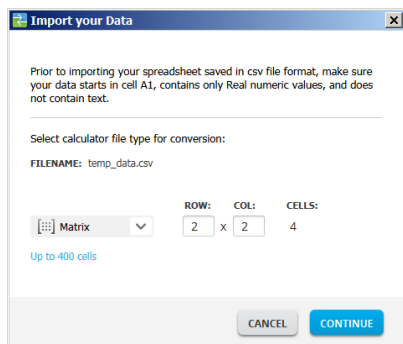 Import your Data
Prior to importing your spreadsheet saved in csv file format, make sure
your data starts in cell A1, contains only Real numeric values, and does
not contain text.
Select calculator file type for conversion:
FILENAME: temp_data.csv
ROW: COL: CELLS:
Matrix 2 x 2 4
Up to 400 cells
CANCEL CONTINUE